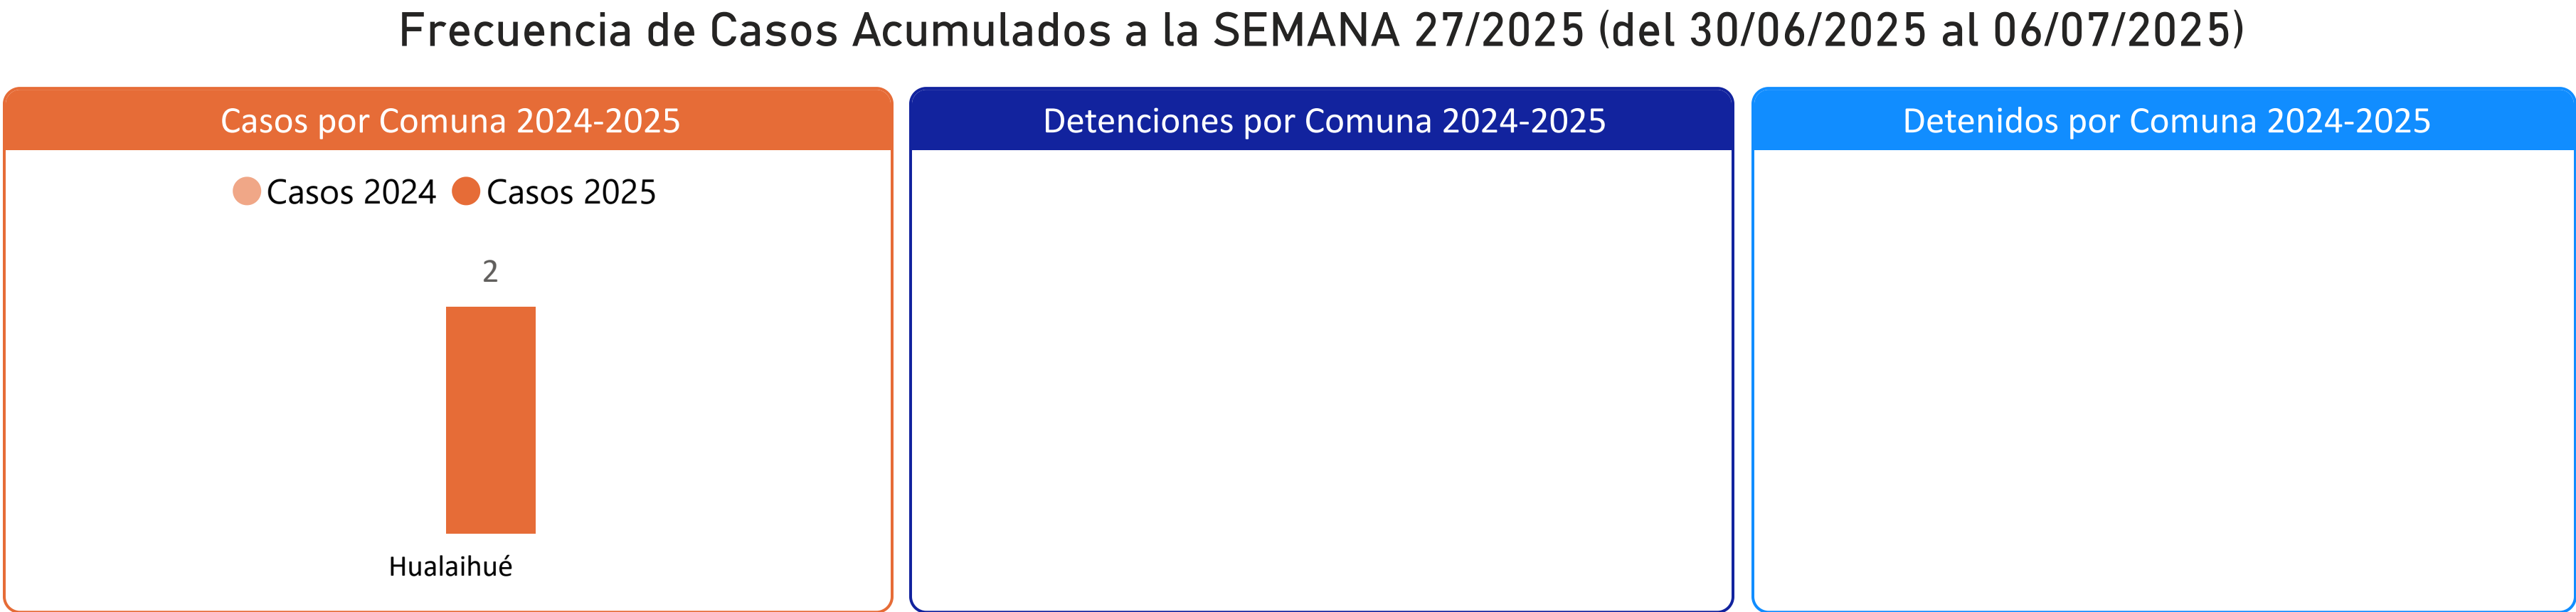 Frecuencia de Casos Acumulados a la SEMANA 27/2025 (del 30/06/2025 al 06/07/2025)
Casos por Comuna 2024-2025
Casos 2024 Casos 2025
2
Hualaihué
Detenciones por Comuna 2024-2025
Detenidos por Comuna 2024-2025